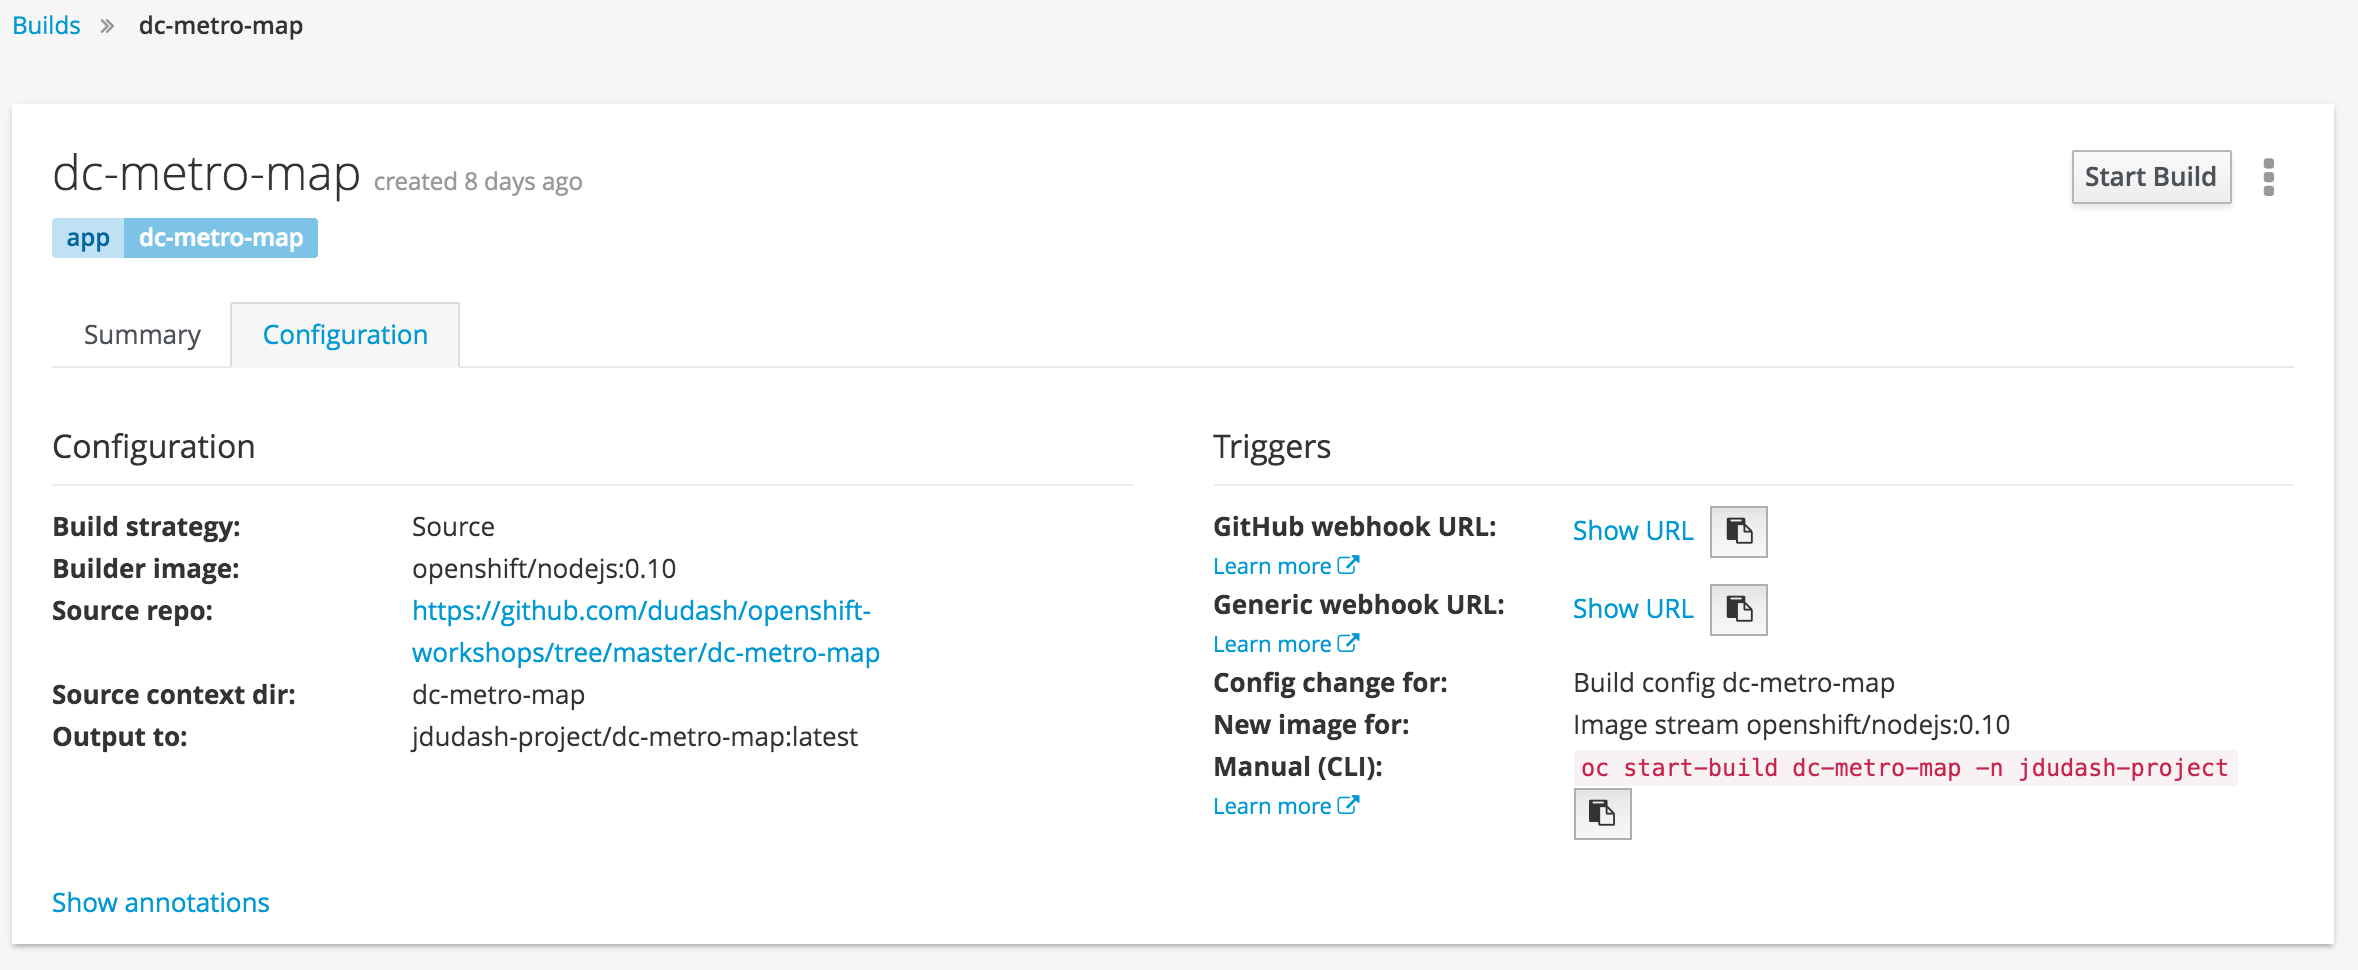 Builds » dc-metro-map
dc-metro-map created 8 days ago
Start Build
app dc-metro-map
Summary Configuration
Configuration
Build strategy: Source
Builder image: openshift/nodejs:0.10
Source repo: https://github.com/dudash/openshift-
workshops/tree/master/dc-metro-map
Source context dir: dc-metro-map
Output to: jdudash-project/dc-metro-map:latest
Show annotations
Triggers
GitHub webhook URL: Show URL
Learn more
Generic webhook URL: Show URL
Learn more
Config change for: Build config dc-metro-map
New image for: Image stream openshift/nodejs:0.10
Manual (CLI): oc start-build dc-metro-map -n jdudash-project
Learn more